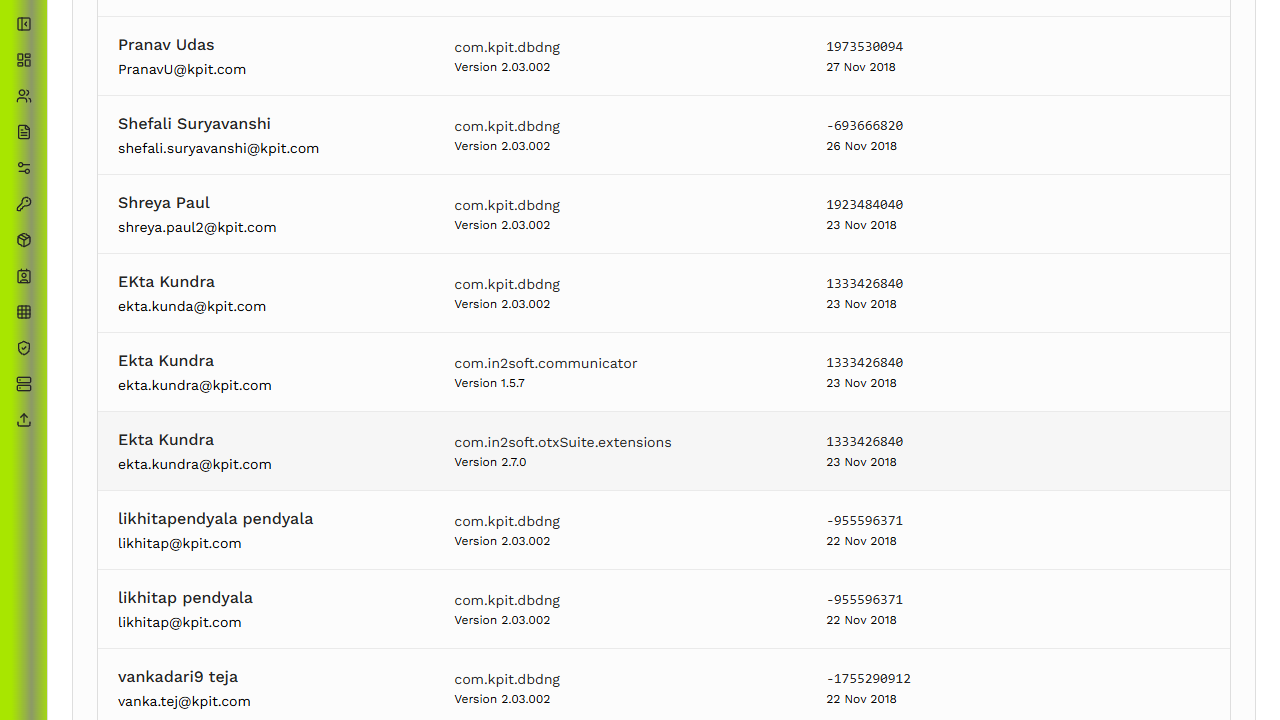 Pranav Udas
PranavU@kpit.com
com.kpit.dbdng
Version 2.03.002
1973530094
27 Nov 2018
Shefali Suryavanshi
shefali.suryavanshi@kpit.com
com.kpit.dbdng
Version 2.03.002
-693666820
26 Nov 2018
Shreya Paul
shreya.paul2@kpit.com
com.kpit.dbdng
Version 2.03.002
1923484040
23 Nov 2018
EKta Kundra
ekta.kunda@kpit.com
com.kpit.dbdng
Version 2.03.002
1333426840
23 Nov 2018
Ekta Kundra
ekta.kundra@kpit.com
com.in2soft.communicator
Version 1.5.7
1333426840
23 Nov 2018
Ekta Kundra
ekta.kundra@kpit.com
com.in2soft.otxSuite.extensions
Version 2.7.0
1333426840
23 Nov 2018
likhitapendyala pendyala
likhitap@kpit.com
com.kpit.dbdng
Version 2.03.002
-955596371
22 Nov 2018
likhitap pendyala
likhitap@kpit.com
com.kpit.dbdng
Version 2.03.002
-955596371
22 Nov 2018
vankadari9 teja
vanka.tej@kpit.com
com.kpit.dbdng
Version 2.03.002
-1755290912
22 Nov 2018